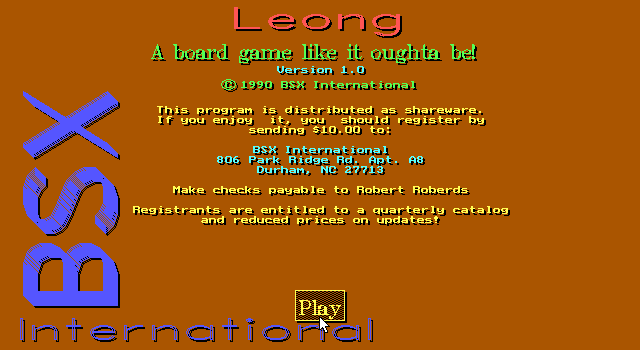 Leong
A board game like it oughta be!
Version 1.0
© 1990 BSX International
This program is distributed as shareware.
If you enjoy  it, you  should register by
sending $10.00 to:
BSX International
806 Park Ridge Rd. Apt. A8
Durham, NC 27713
Make checks payable to Robert Roberds
Registrants are entitled to a quarterly catalog
and reduced prices on updates!
BSX
Play
International